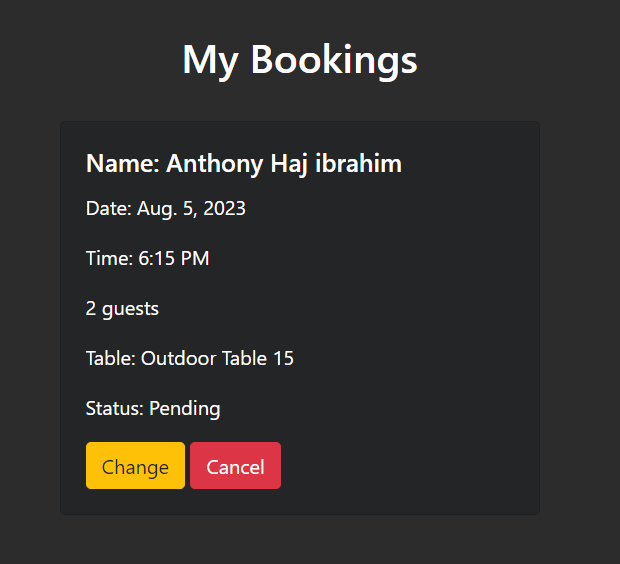 My Bookings
Name: Anthony Haj ibrahim
Date: Aug. 5, 2023
Time: 6:15 PM
2 guests
Table: Outdoor Table 15
Status: Pending
Change Cancel